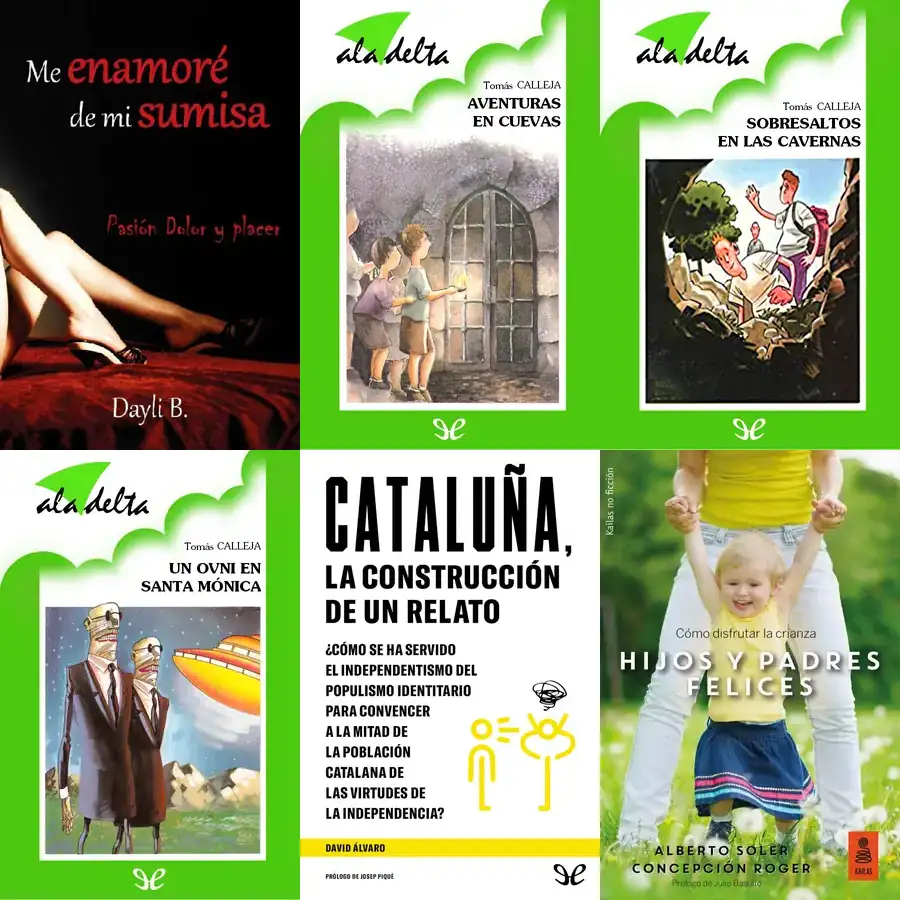 Me enamoré
de mi sumisa
Pasión Dolor y placer
Dayli B.
ala delta
Tomás CALLEJA
AVENTURAS
EN CUEVAS
ala delta
Tomás CALLEJA
SOBRESALTOS
EN LAS CAVERNAS
ala delta
Tomás CALLEJA
UN OVNI EN
SANTA MÓNICA
CATALUÑA,
LA CONSTRUCCIÓN
DE UN RELATO
¿CÓMO SE HA SERVIDO
EL INDEPENDENTISMO DEL
POPULISMO IDENTITARIO
PARA CONVENCER
A LA MITAD DE
LA POBLACIÓN
CATALANA DE
LAS VIRTUDES DE
LA INDEPENDENCIA?
DAVID ÁLVARO
PRÓLOGO DE JOSEP PIQUÉ
Kailas no ficción
Cómo disfrutar la crianza
HIJOS Y PADRES
FELICES
ALBERTO SOLER
CONCEPCIÓN ROGER
Prólogo de Julio Basulto
KAILAS